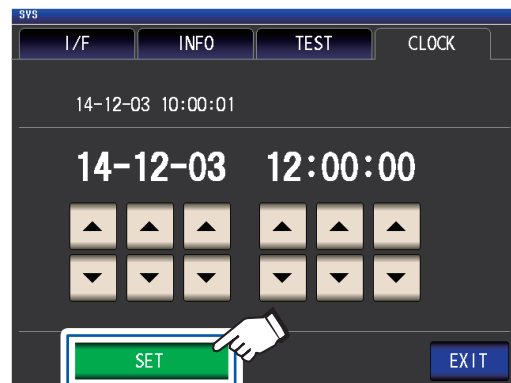 SYS
I/F INFO TEST CLOCK
14-12-03 10:00:01
14-12-03 12:00:00
SET EXIT